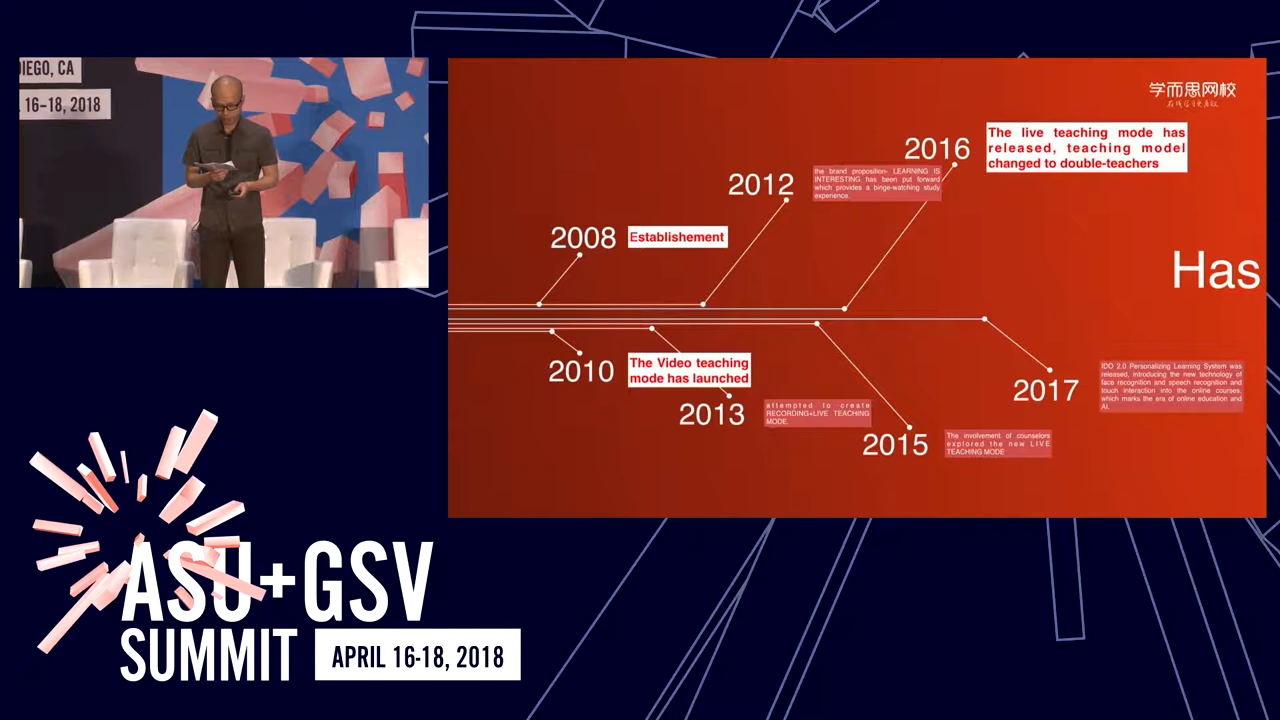 DIEGO, CA
16–18, 2018
学而思网校
2016
The live teaching mode has
released, teaching model
changed to double-teachers
2012
the brand proposition- LEARNING IS
INTERESTING has been put forward
which provides a binge-watching study
experience.
2008
Establishement
Has
2010
The Video teaching
mode has launched
2013
attempted to create
RECORDING+LIVE TEACHING
MODE.
2015
The involvement of counselors
explored the new LIVE
TEACHING MODE
2017
IDO 2.0 Personalizing Learning System was
released, introducing the new technology of
face recognition and speech recognition and
touch interaction into the online courses,
which marks the era of online education and
AI.
ASU+GSV
SUMMIT
APRIL 16-18, 2018